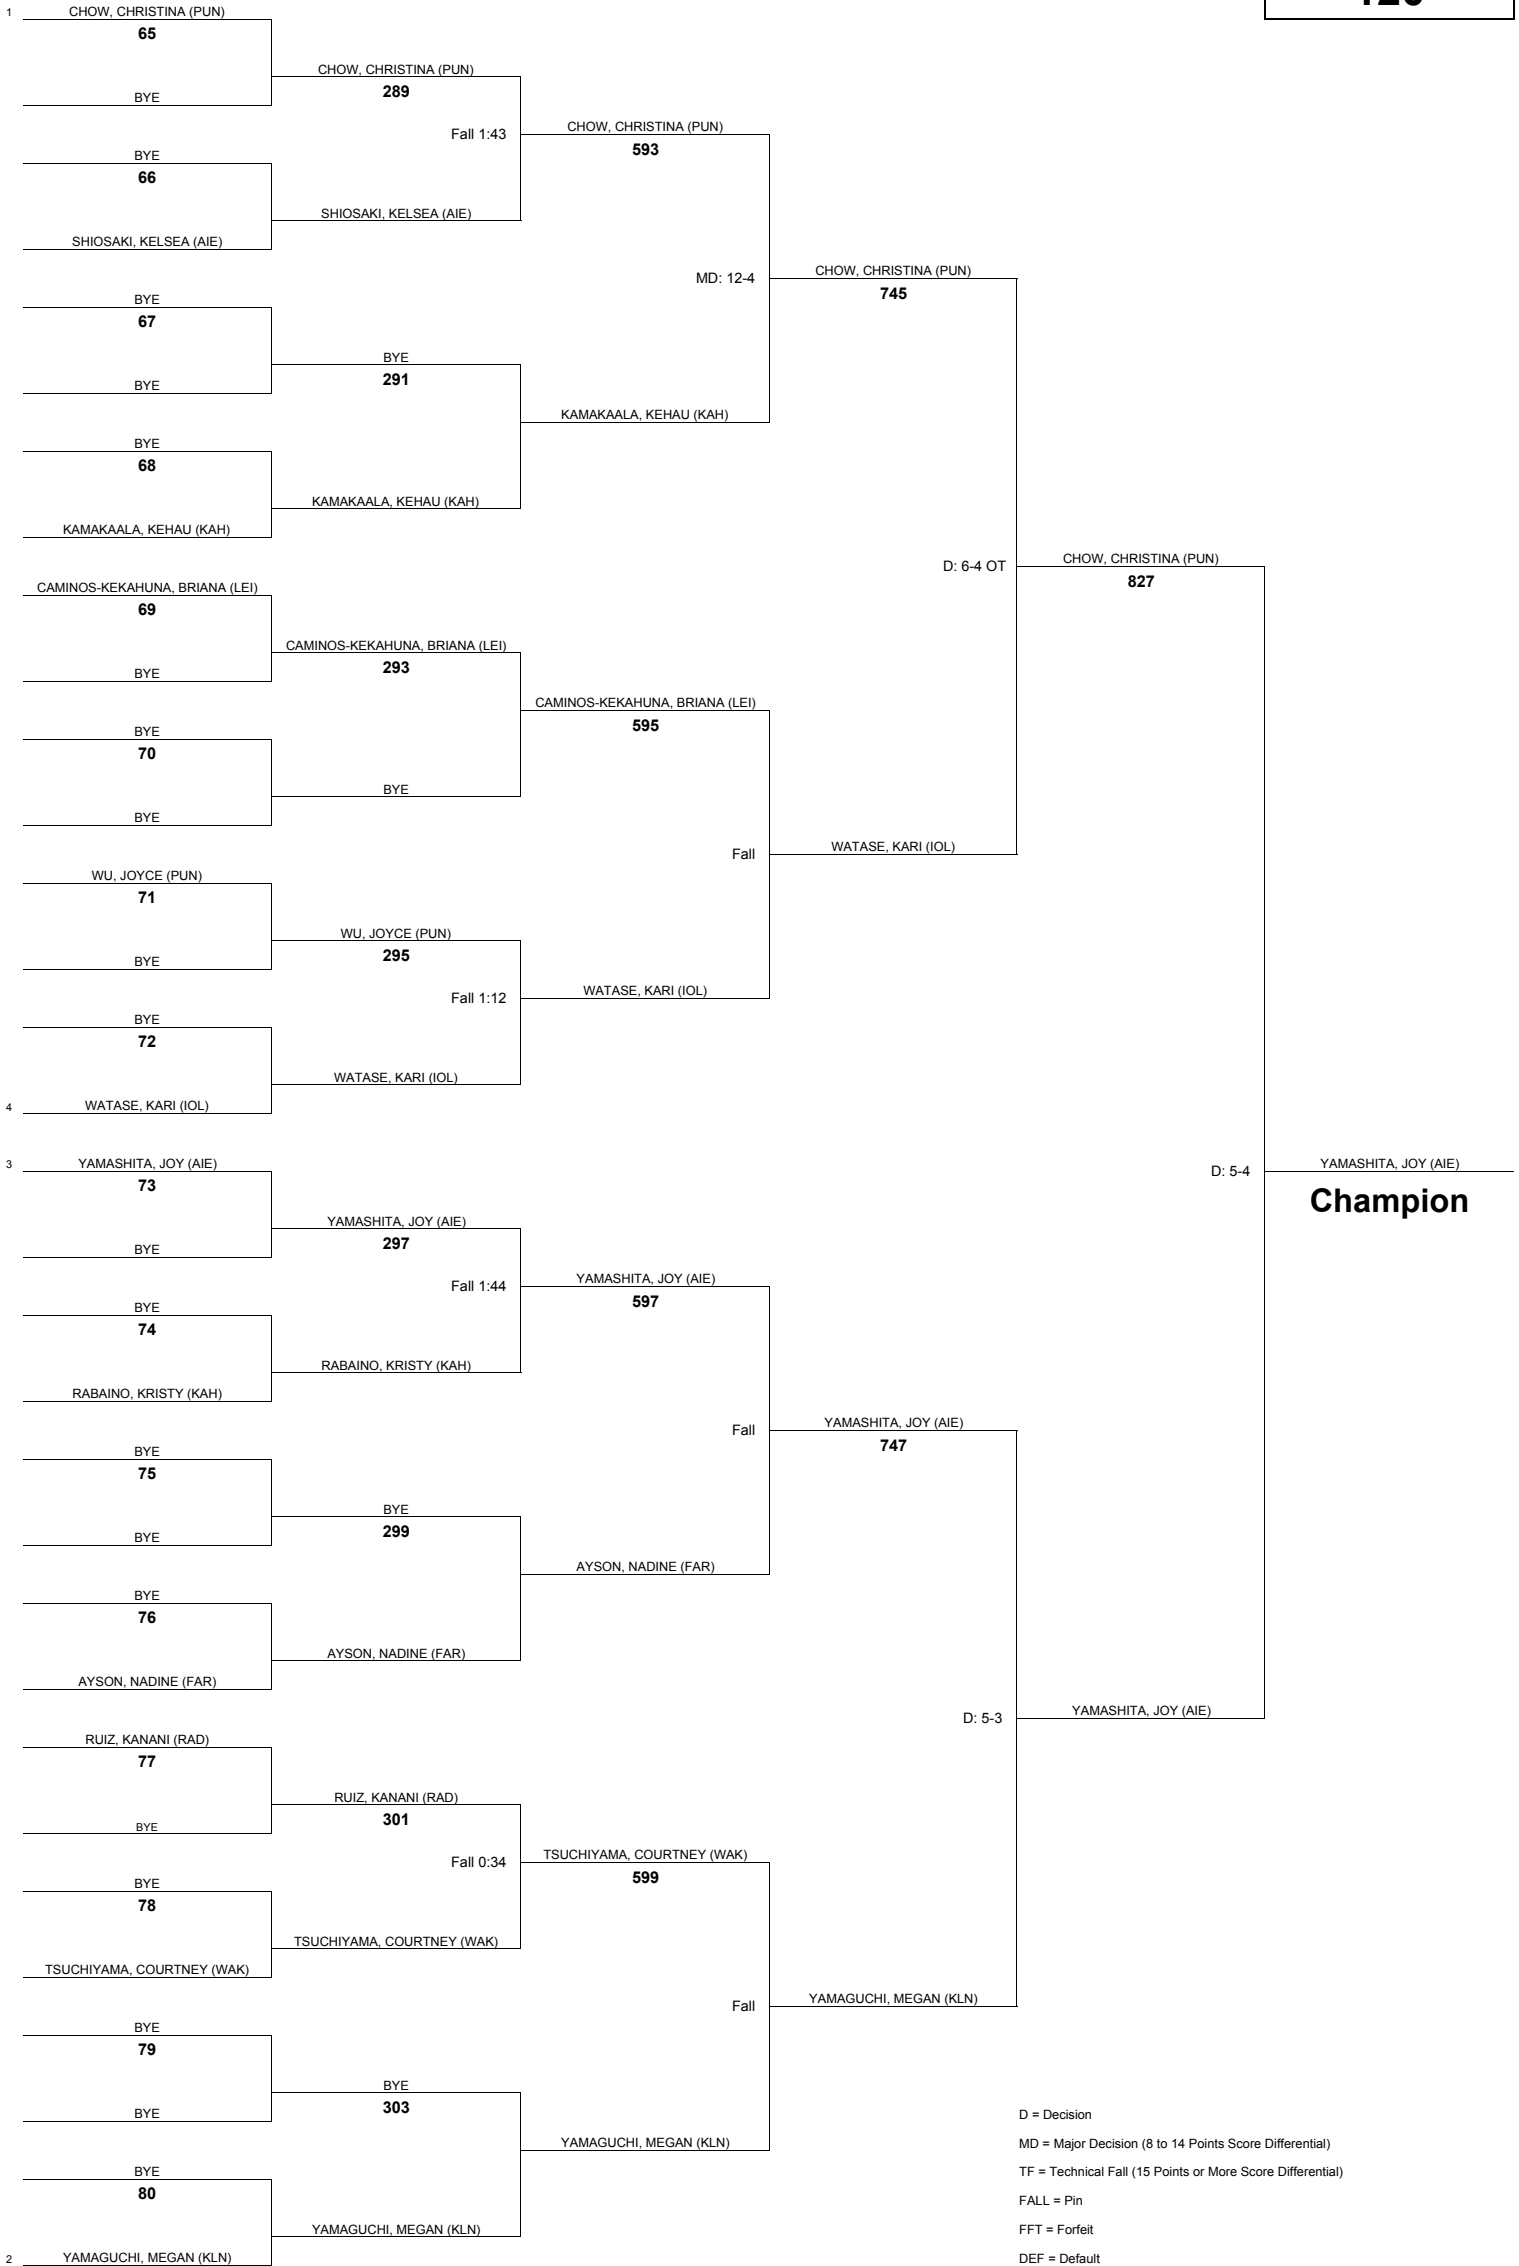 1 CHOW, CHRISTINA (PUN)
65
BYE
BYE
66
SHIOSAKI, KELSEA (AIE)
BYE
67
BYE
BYE
68
KAMAKAALA, KEHAU (KAH)
CAMINOS-KEKAHUNA, BRIANA (LEI)
69
BYE
BYE
70
BYE
WU, JOYCE (PUN)
71
BYE
BYE
72
4 WATASE, KARI (IOL)
3 YAMASHITA, JOY (AIE)
73
BYE
BYE
74
RABAINO, KRISTY (KAH)
BYE
75
BYE
BYE
76
AYSON, NADINE (FAR)
RUIZ, KANANI (RAD)
77
BYE
BYE
78
TSUCHIYAMA, COURTNEY (WAK)
BYE
79
BYE
BYE
80
2 YAMAGUCHI, MEGAN (KLN)
CHOW, CHRISTINA (PUN)
289
Fall 1:43
SHIOSAKI, KELSEA (AIE)
BYE
291
KAMAKAALA, KEHAU (KAH)
CAMINOS-KEKAHUNA, BRIANA (LEI)
293
BYE
WU, JOYCE (PUN)
295
Fall 1:12
WATASE, KARI (IOL)
YAMASHITA, JOY (AIE)
297
Fall 1:44
RABAINO, KRISTY (KAH)
BYE
299
AYSON, NADINE (FAR)
RUIZ, KANANI (RAD)
301
Fall 0:34
TSUCHIYAMA, COURTNEY (WAK)
BYE
303
YAMAGUCHI, MEGAN (KLN)
CHOW, CHRISTINA (PUN)
593
MD: 12-4
KAMAKAALA, KEHAU (KAH)
CAMINOS-KEKAHUNA, BRIANA (LEI)
595
Fall
WATASE, KARI (IOL)
YAMASHITA, JOY (AIE)
597
Fall
AYSON, NADINE (FAR)
TSUCHIYAMA, COURTNEY (WAK)
599
Fall
YAMAGUCHI, MEGAN (KLN)
CHOW, CHRISTINA (PUN)
745
D: 6-4 OT
WATASE, KARI (IOL)
YAMASHITA, JOY (AIE)
747
D: 5-3
YAMAGUCHI, MEGAN (KLN)
CHOW, CHRISTINA (PUN)
827
D: 5-4
YAMASHITA, JOY (AIE)
YAMASHITA, JOY (AIE)
Champion
D = Decision
MD = Major Decision (8 to 14 Points Score Differential)
TF = Technical Fall (15 Points or More Score Differential)
FALL = Pin
FFT = Forfeit
DEF = Default